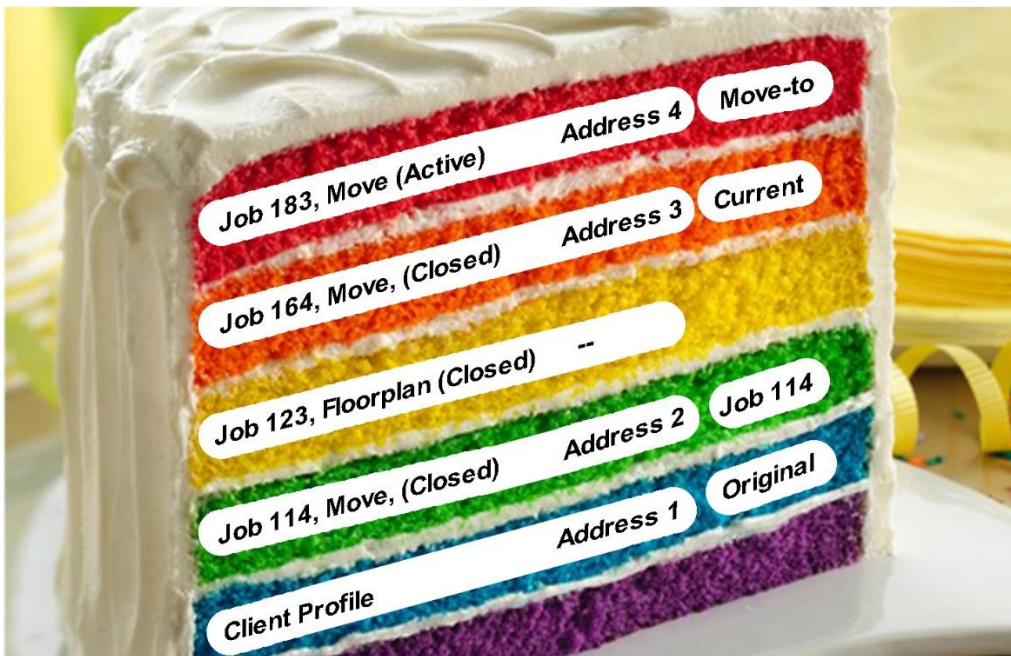 Job 183, Move (Active) Address 4 Move-to
Job 164, Move, (Closed) Address 3 Current
Job 123, Floorplan (Closed) --
Job 114, Move, (Closed) Address 2 Job 114
Client Profile Address 1 Original